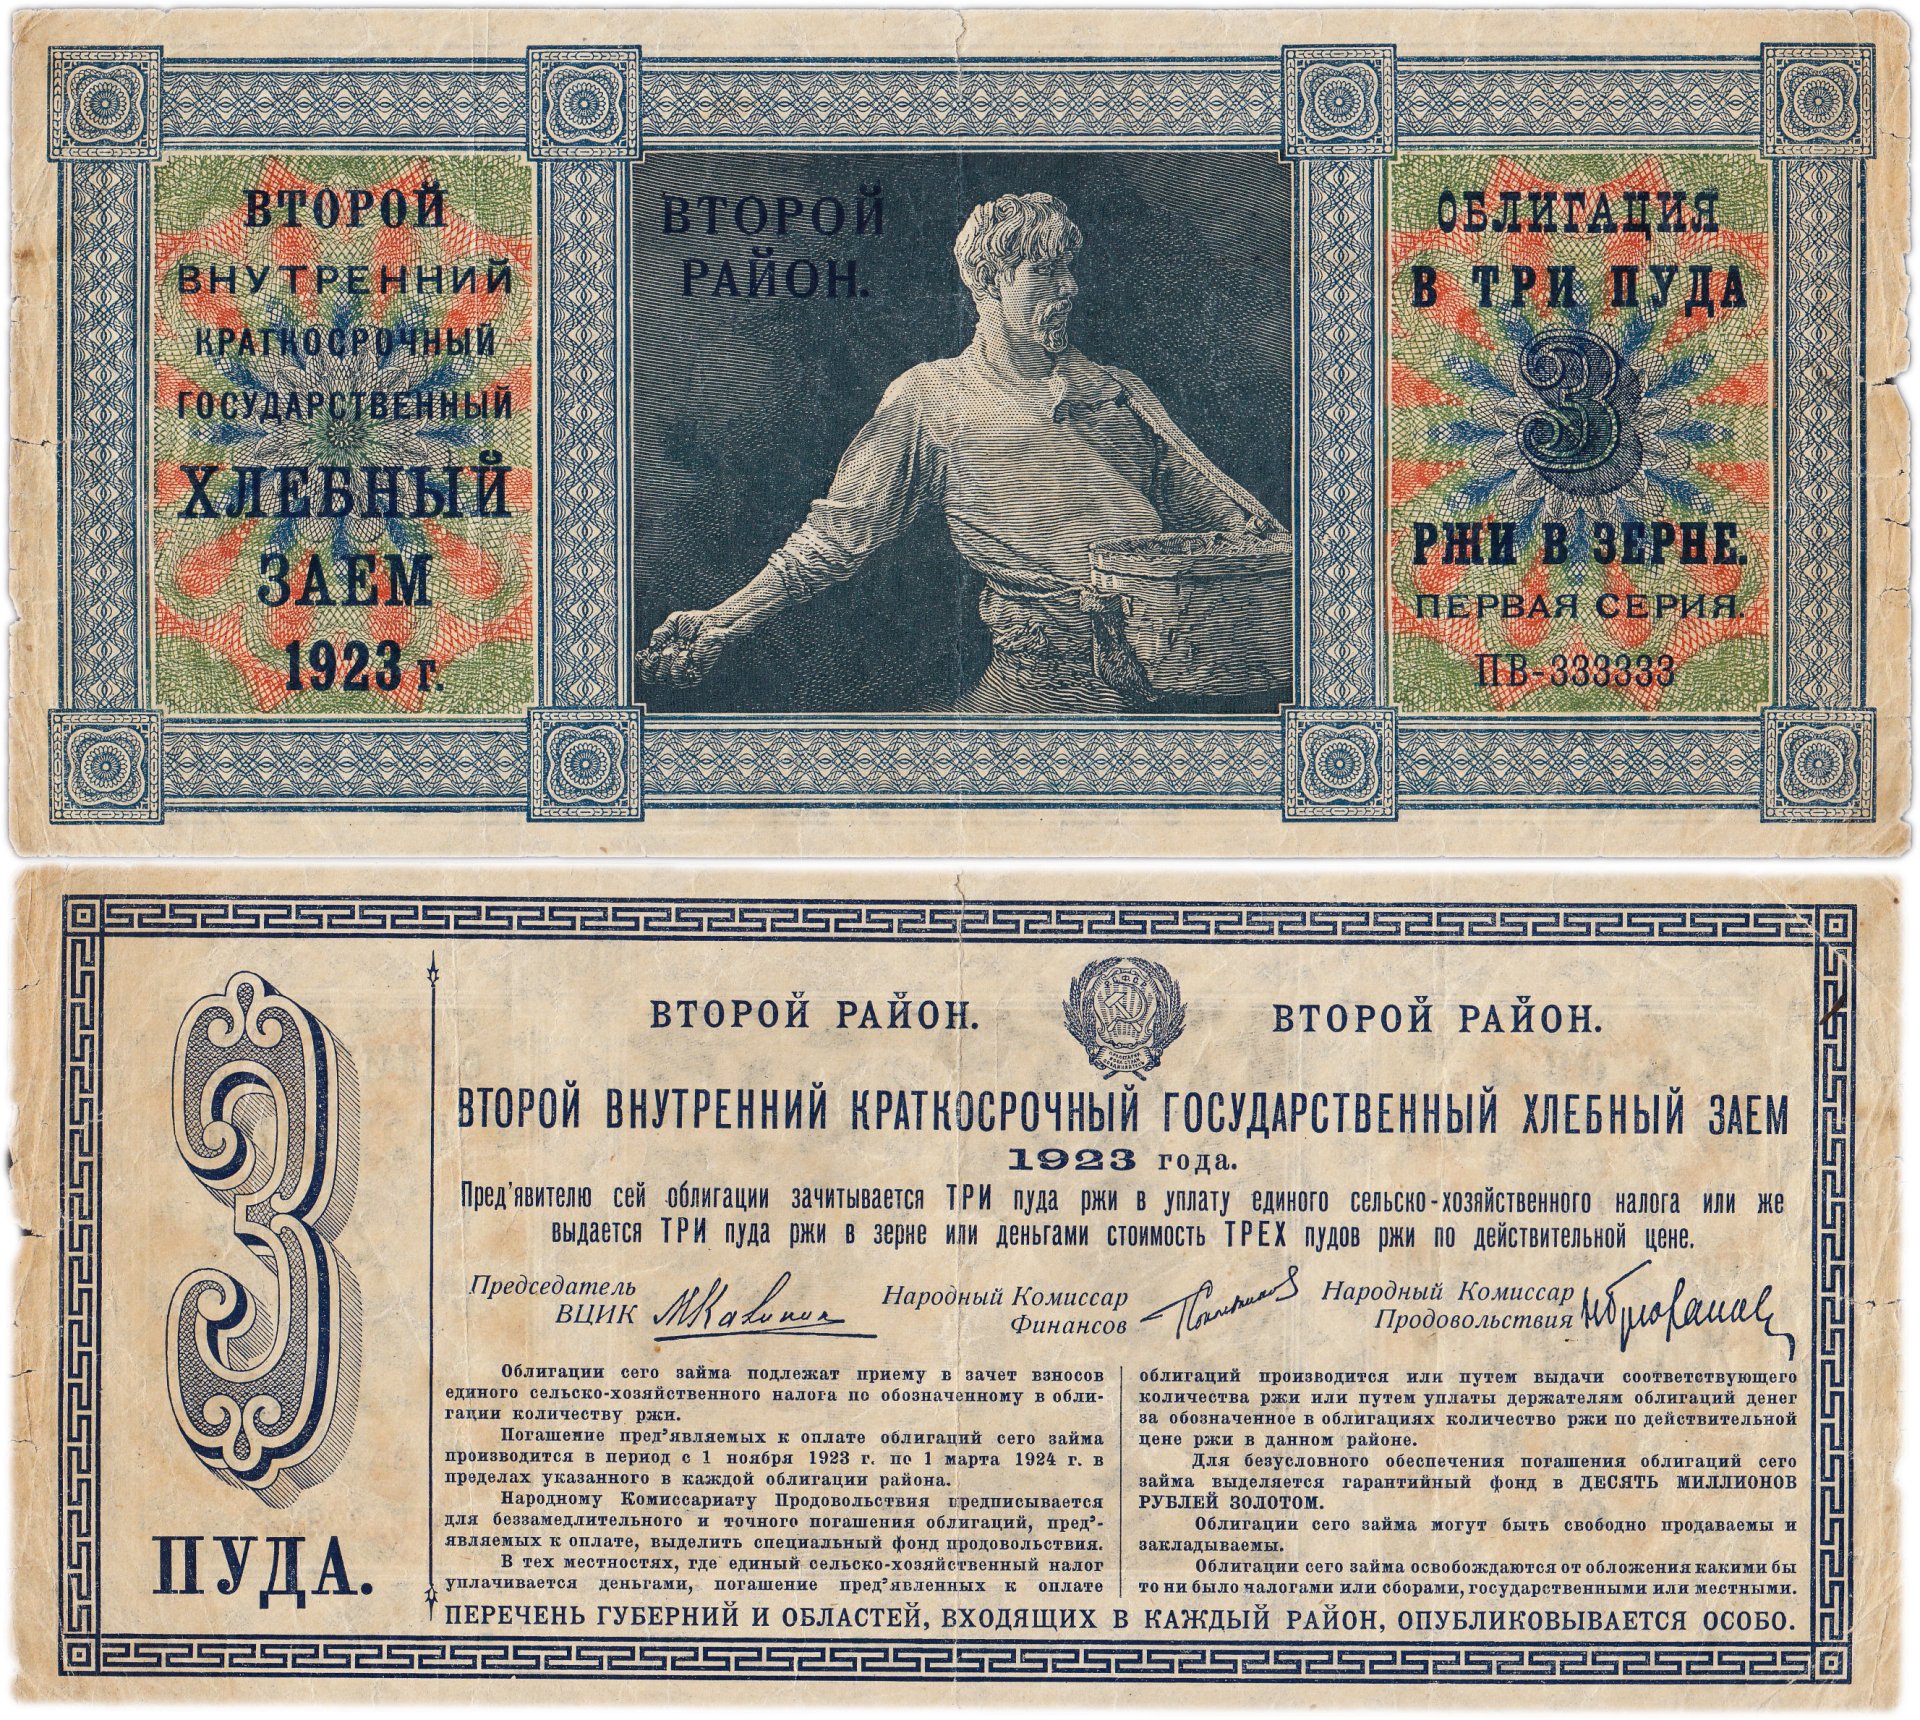 ВТОРОЙ
ВНУТРЕННИЙ
КРАТКОСРОЧНЫЙ
ГОСУДАРСТВЕННЫЙ
ХЛЕБНЫЙ
ЗАЕМ
1923 г.
ВТОРОЙ
РАЙОН.
ОБЛИГАЦИЯ
В ТРИ ПУДА
3
РЖИ В ЗЕРНЕ.
ПЕРВАЯ СЕРИЯ.
ПВ-333333
3
ПУДА.
ВТОРОЙ РАЙОН.
РСФСР
ПРОЛЕТАРИИ
ВСЕХ СТРАН
СОЕДИНЯЙТЕСЬ
ВТОРОЙ РАЙОН.
ВТОРОЙ ВНУТРЕННИЙ КРАТКОСРОЧНЫЙ ГОСУДАРСТВЕННЫЙ ХЛЕБНЫЙ ЗАЕМ
1923 года.
Пред'явителю сей облигации зачитывается ТРИ пуда ржи в уплату единого сельско-хозяйственного налога или же
выдается ТРИ пуда ржи в зерне или деньгами стоимость ТРЕХ пудов ржи по действительной цене.
Председатель
ВЦИК
М Калинин
Народный Комиссар
Финансов
Народный Комиссар
Продовольствия
Облигации сего займа подлежат приему в зачет взносов
единого сельско-хозяйственного налога по обозначенному в обли-
гации количеству ржи.
Погашение пред'являемых к оплате облигаций сего займа
производится в период с 1 ноября 1923 г. по 1 марта 1924 г. в
пределах указанного в каждой облигации района.
Народному Комиссариату Продовольствия предписывается
для беззамедлительного и точного погашения облигаций, пред'-
являемых к оплате, выделить специальный фонд продовольствия.
В тех местностях, где единый сельско-хозяйственный налог
уплачивается деньгами, погашение пред'явленных к оплате
облигаций производится или путем выдачи соответствующего
количества ржи или путем уплаты держателям облигаций денег
за обозначенное в облигациях количество ржи по действительной
цене ржи в данном районе.
Для безусловного обеспечения погашения облигаций сего
займа выделяется гарантийный фонд в ДЕСЯТЬ МИЛЛИОНОВ
РУБЛЕЙ ЗОЛОТОМ.
Облигации сего займа могут быть свободно продаваемы и
закладываемы.
Облигации сего займа освобождаются от обложения какими бы
то ни было налогами или сборами, государственными или местными.
ПЕРЕЧЕНЬ ГУБЕРНИЙ И ОБЛАСТЕЙ, ВХОДЯЩИХ В КАЖДЫЙ РАЙОН, ОПУБЛИКОВЫВАЕТСЯ ОСОБО.